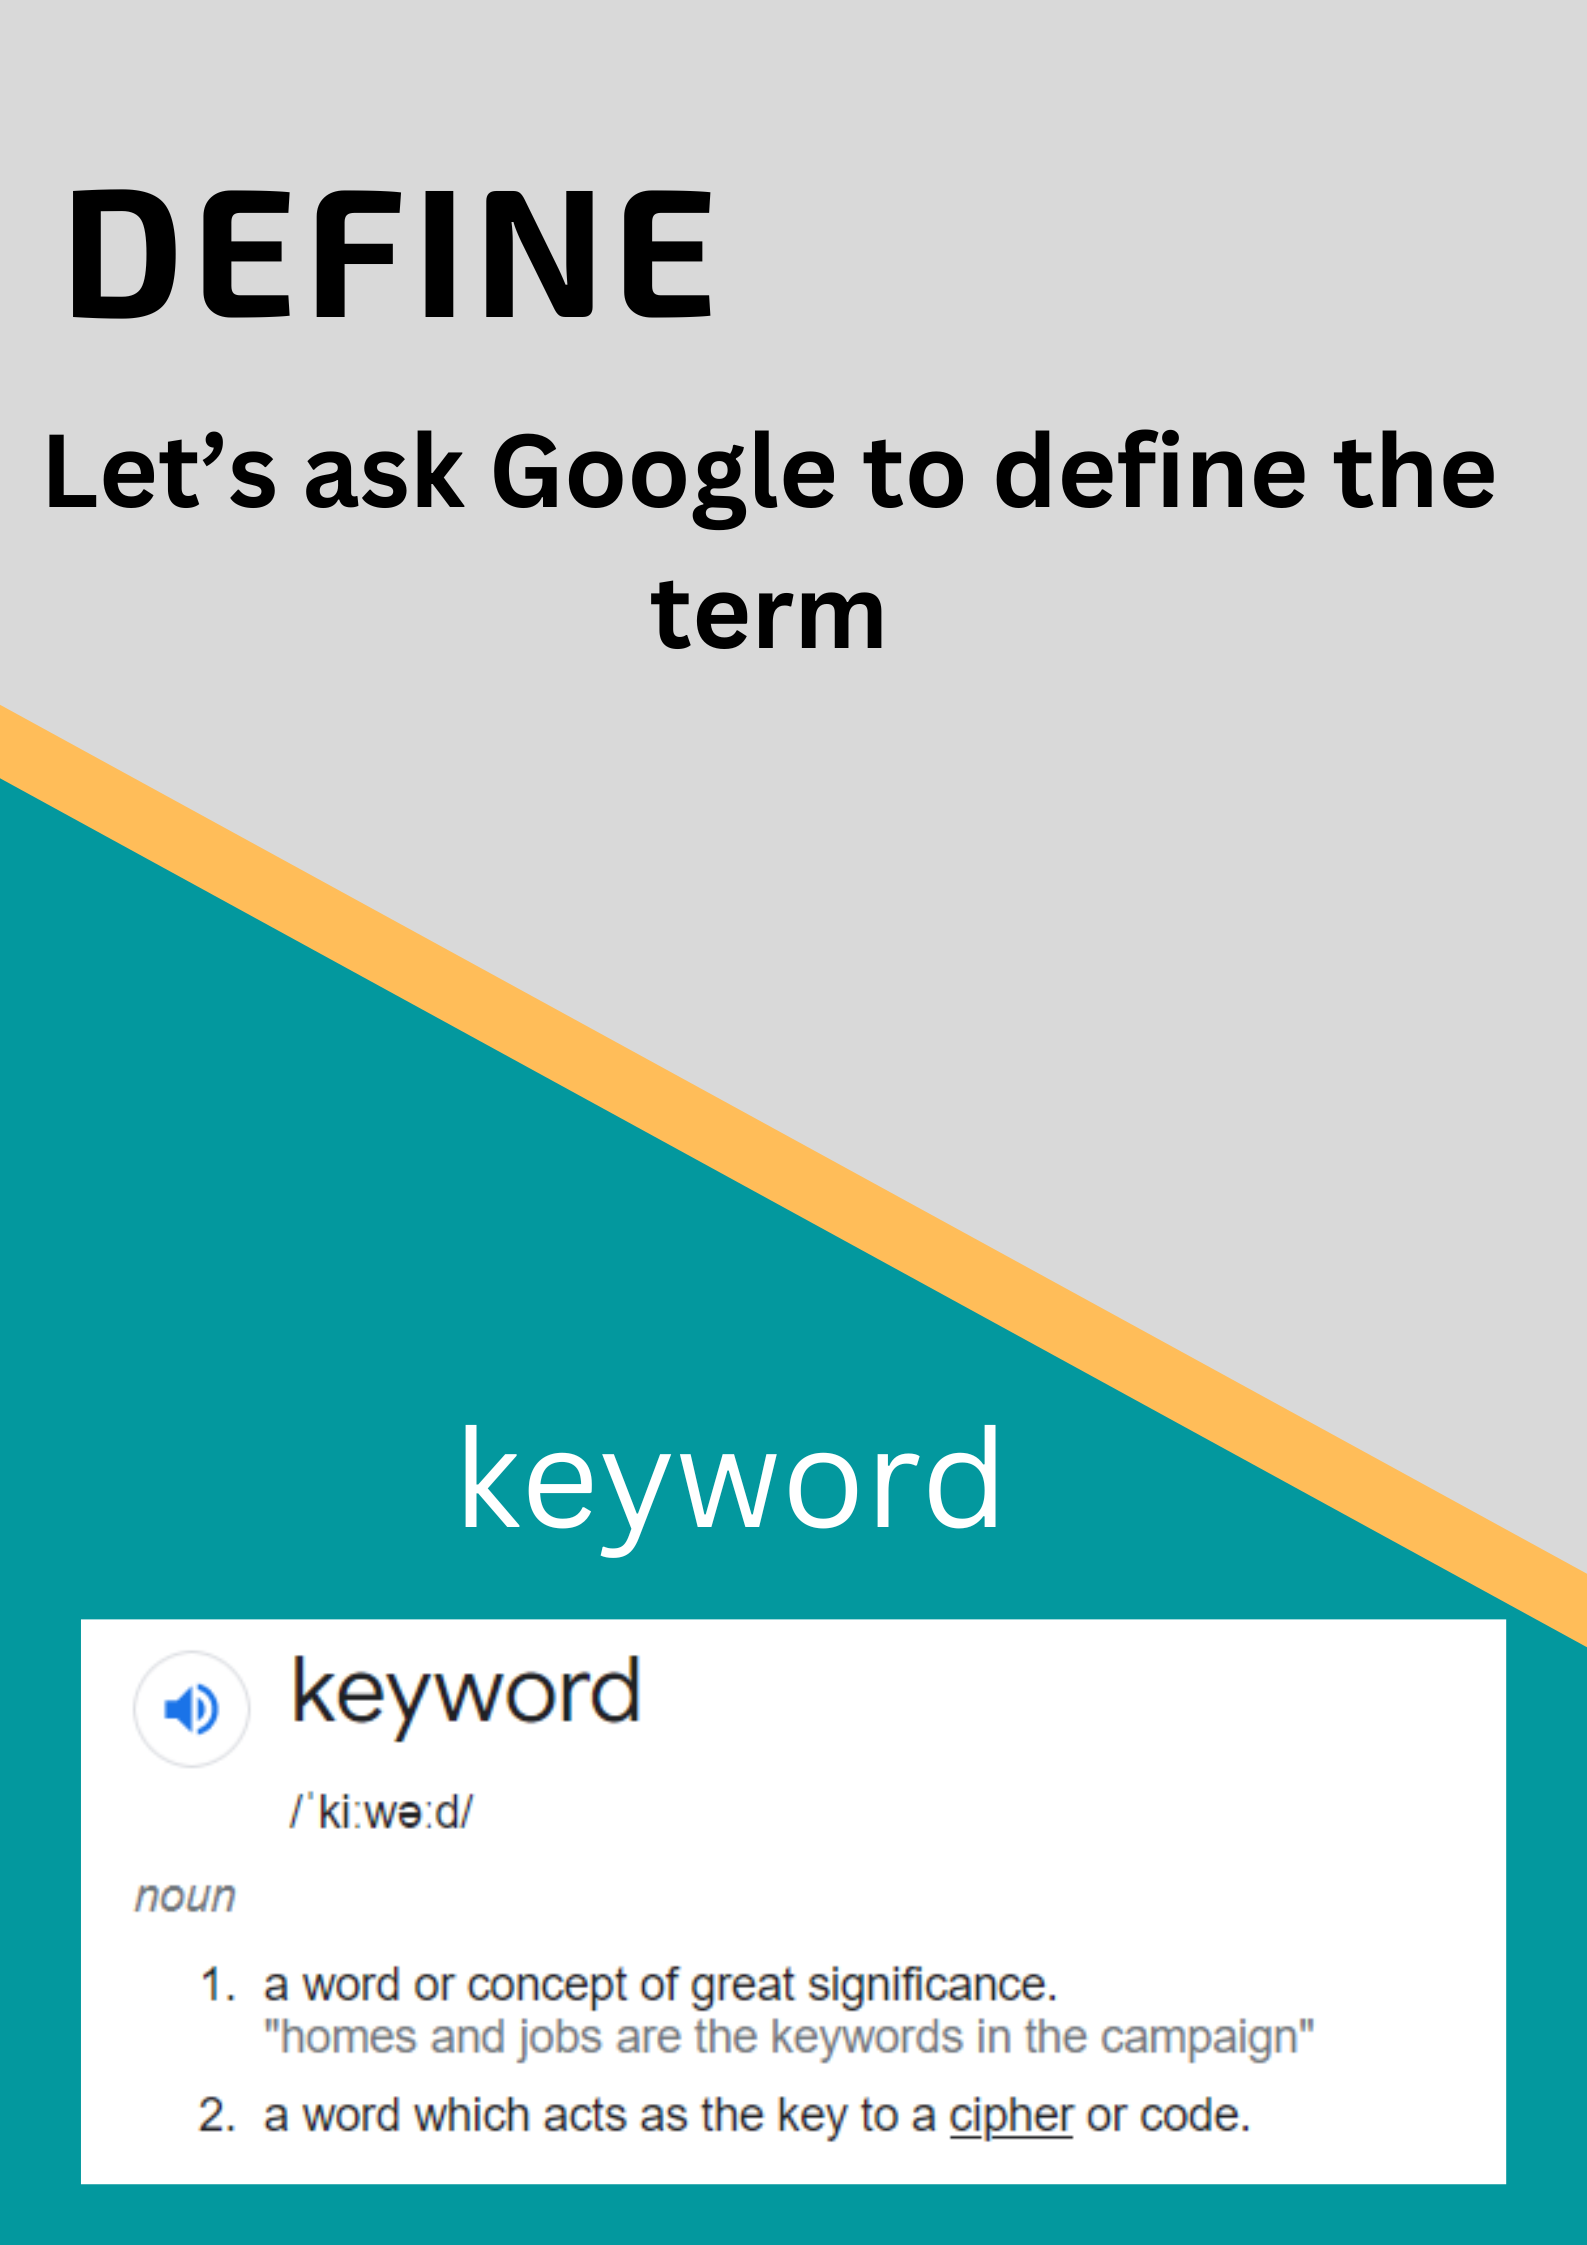 DEFINE
Let’s ask Google to define the
term
keyword
keyword
/ˈkiːwəːd/
noun
1. a word or concept of great significance.
"homes and jobs are the keywords in the campaign"
2. a word which acts as the key to a cipher or code.